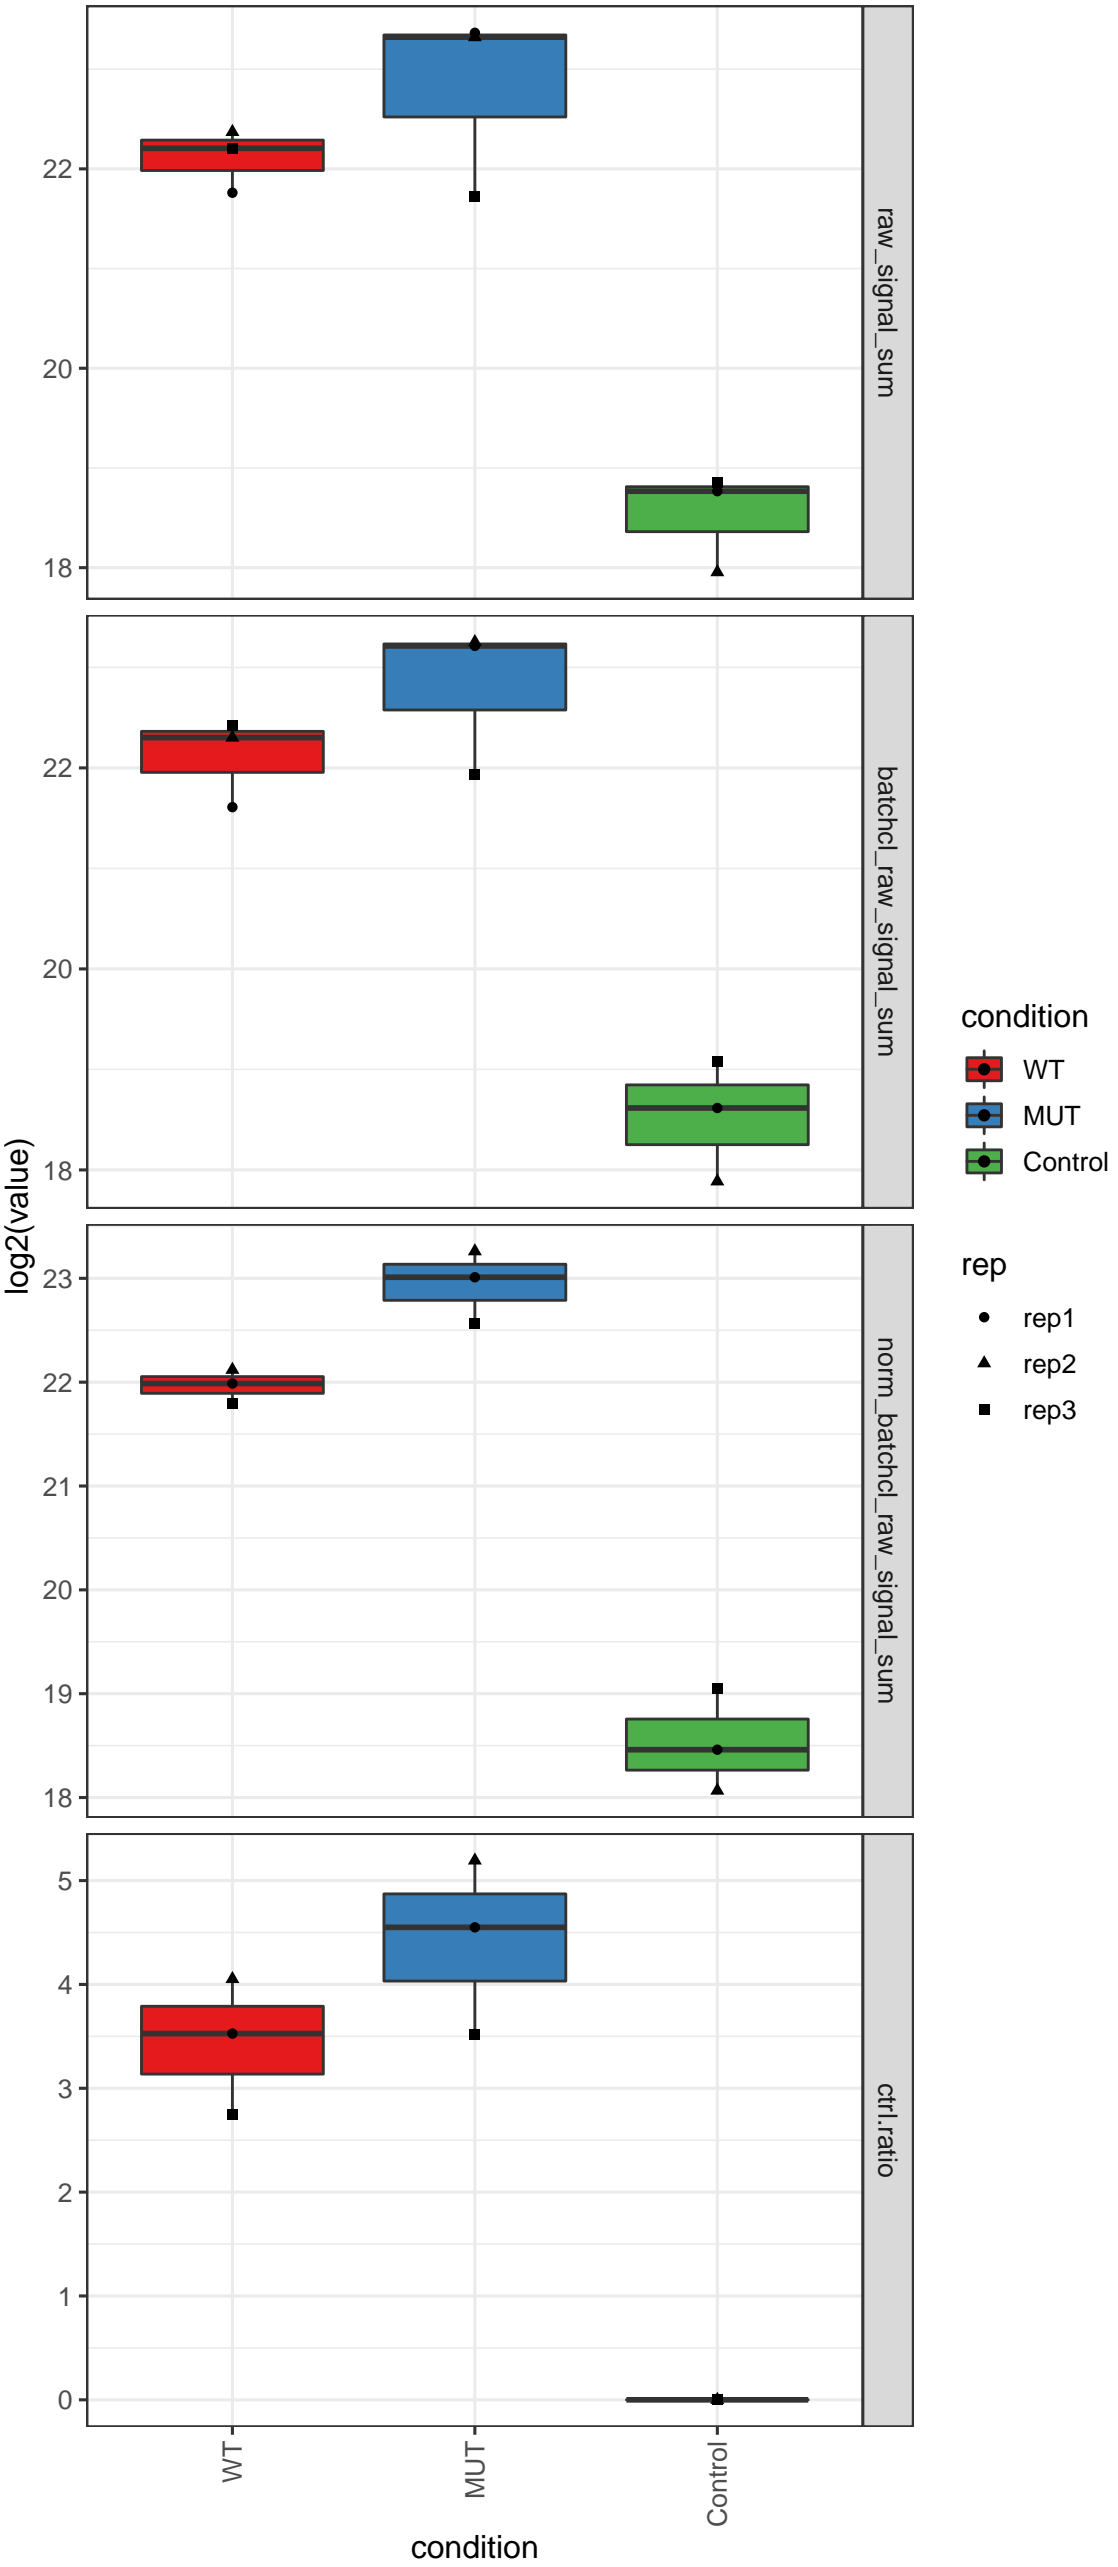 log2(value)
22
20
18
raw_signal_sum
22
20
18
batchcl_raw_signal_sum
23
22
21
20
19
18
norm_batchcl_raw_signal_sum
5
4
3
2
1
0
ctrl.ratio
WT
MUT
Control
condition
condition
WT
MUT
Control
rep
rep1
rep2
rep3